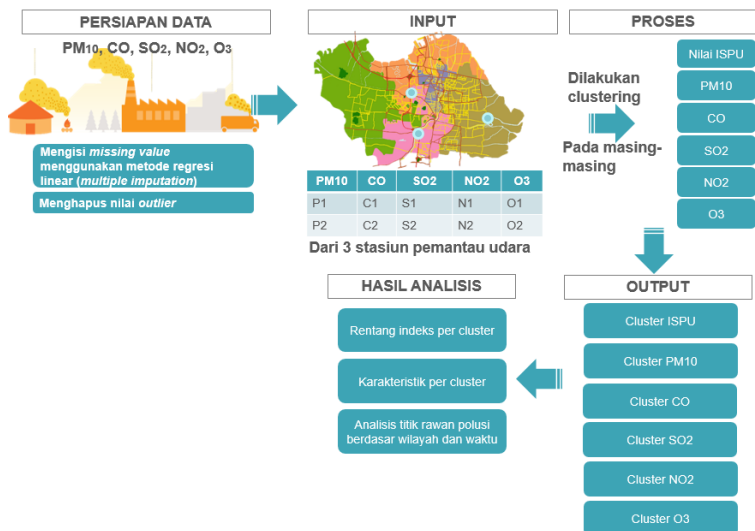 PERSIAPAN DATA
PM10, CO, SO2, NO2, O3
Mengisi missing value
menggunakan metode regresi
linear (multiple imputation)
Menghapus nilai outlier
INPUT
PM10 CO SO2 NO2 O3
P1 C1 S1 N1 O1
P2 C2 S2 N2 O2
Dari 3 stasiun pemantau udara
PROSES
Dilakukan
clustering
Pada masing-
masing
Nilai ISPU
PM10
CO
SO2
NO2
O3
OUTPUT
Cluster ISPU
Cluster PM10
Cluster CO
Cluster SO2
Cluster NO2
Cluster O3
HASIL ANALISIS
Rentang indeks per cluster
Karakteristik per cluster
Analisis titik rawan polusi
berdasar wilayah dan waktu